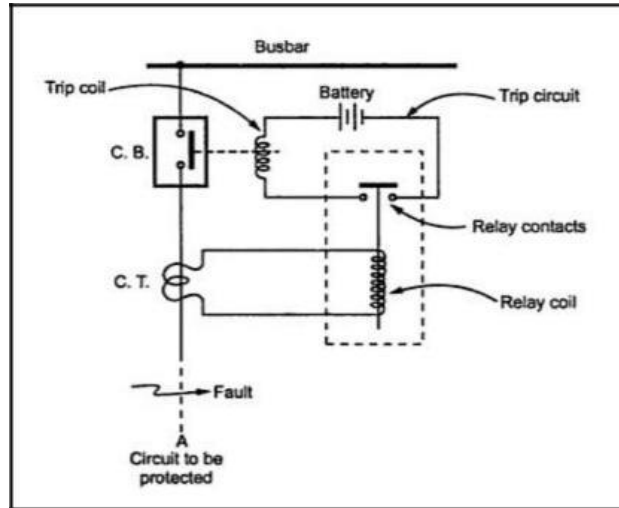 Busbar
Trip coil
Battery
Trip circuit
C. B.
Relay contacts
C. T.
Relay coil
Fault
A
Circuit to be
protected